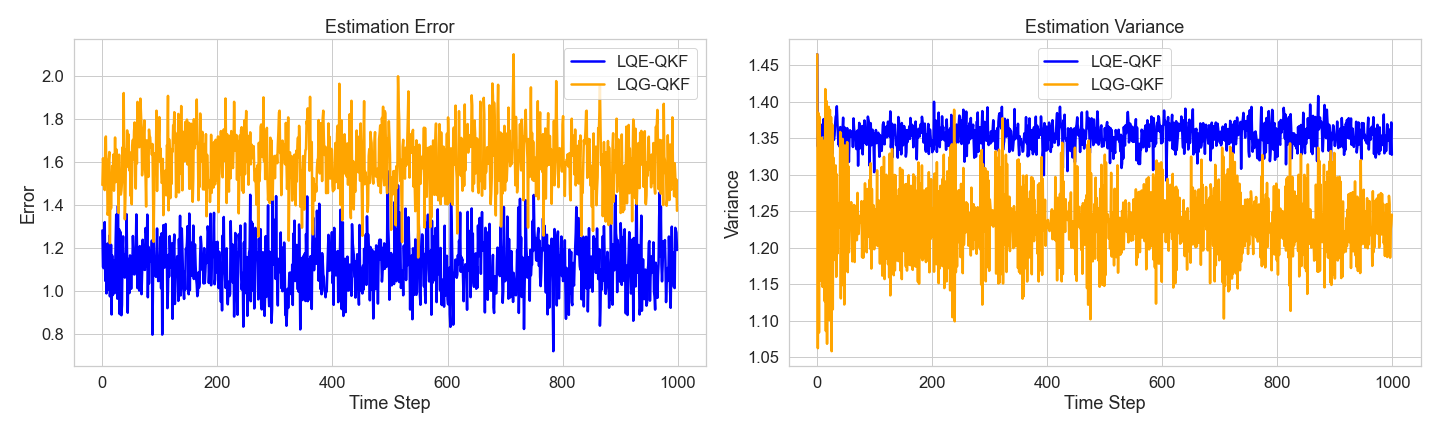 Estimation Error
LQE-QKF
LQG-QKF
Error
2.0
1.8
1.6
1.4
1.2
1.0
0.8
0
200
400
600
800
1000
Time Step
Estimation Variance
LQE-QKF
LQG-QKF
Variance
1.45
1.40
1.35
1.30
1.25
1.20
1.15
1.10
1.05
0
200
400
600
800
1000
Time Step